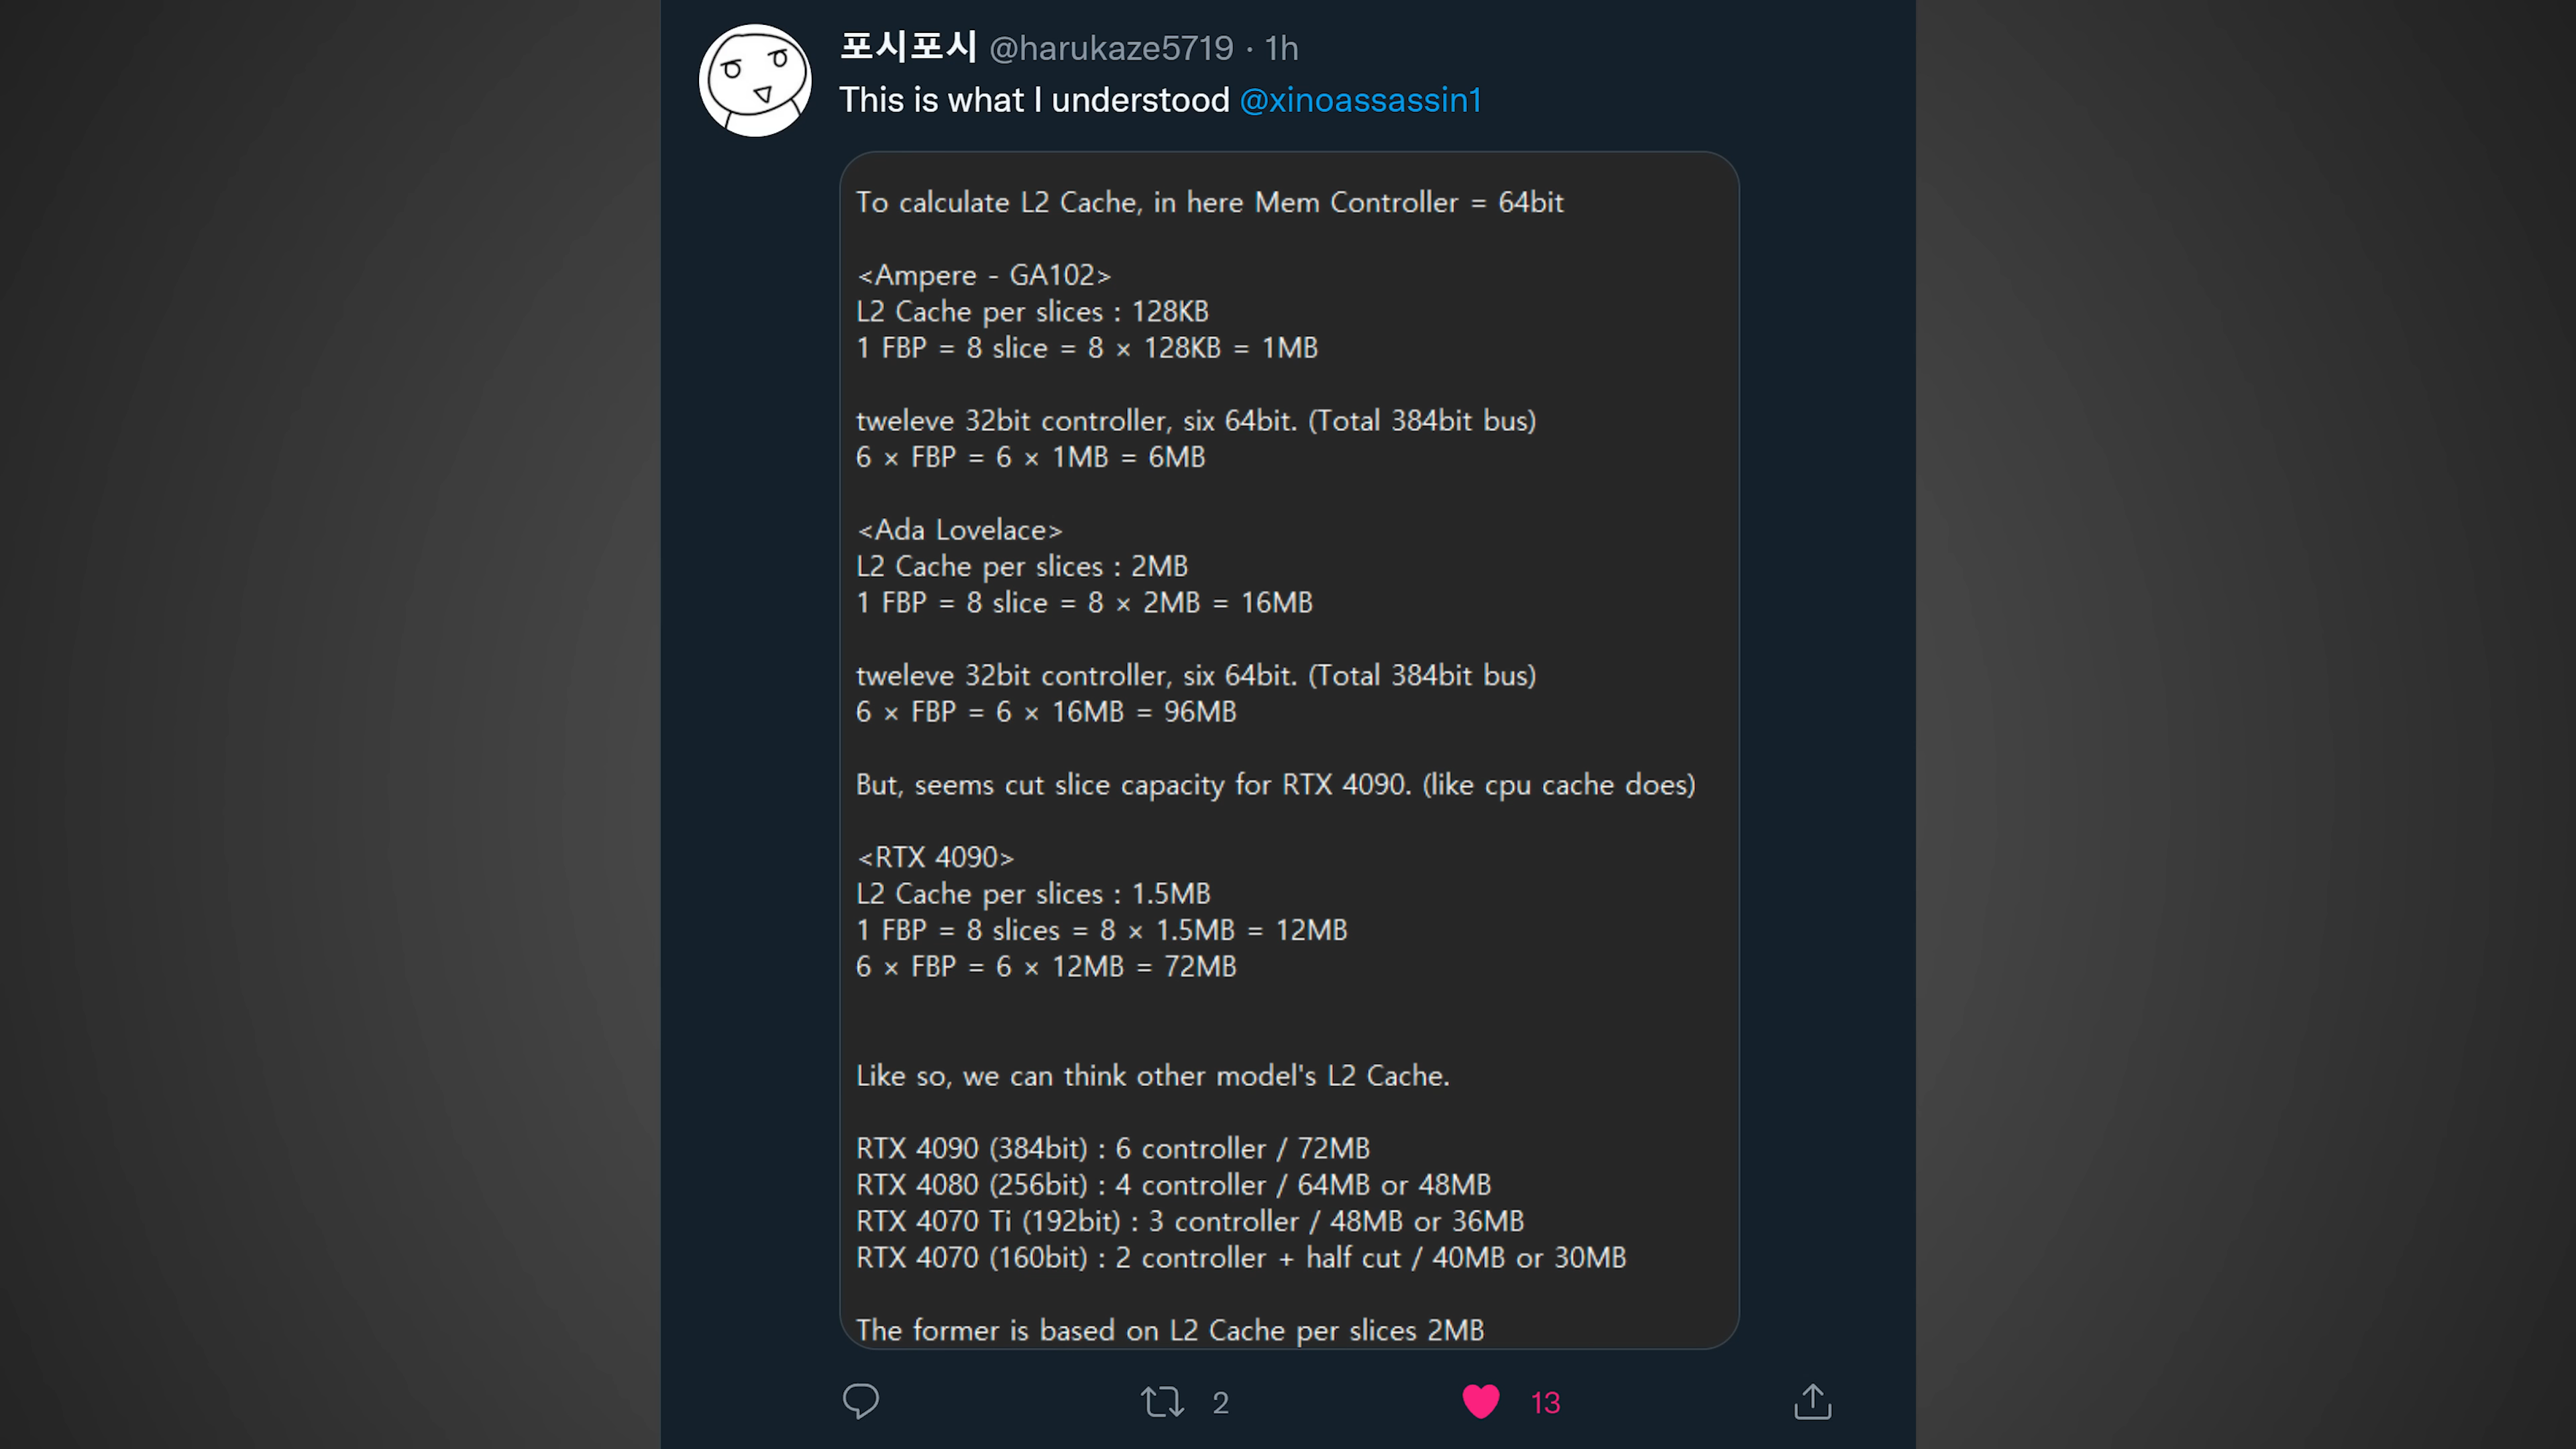 포시포시 @harukaze5719 · 1h
This is what I understood @xinoassassin1
To calculate L2 Cache, in here Mem Controller = 64bit
<Ampere - GA102>
L2 Cache per slices : 128KB
1 FBP = 8 slice = 8 × 128KB = 1MB
tweleve 32bit controller, six 64bit. (Total 384bit bus)
6 × FBP = 6 × 1MB = 6MB
<Ada Lovelace>
L2 Cache per slices : 2MB
1 FBP = 8 slice = 8 × 2MB = 16MB
tweleve 32bit controller, six 64bit. (Total 384bit bus)
6 × FBP = 6 × 16MB = 96MB
But, seems cut slice capacity for RTX 4090. (like cpu cache does)
<RTX 4090>
L2 Cache per slices : 1.5MB
1 FBP = 8 slices = 8 × 1.5MB = 12MB
6 × FBP = 6 × 12MB = 72MB
Like so, we can think other model's L2 Cache.
RTX 4090 (384bit) : 6 controller / 72MB
RTX 4080 (256bit) : 4 controller / 64MB or 48MB
RTX 4070 Ti (192bit) : 3 controller / 48MB or 36MB
RTX 4070 (160bit) : 2 controller + half cut / 40MB or 30MB
The former is based on L2 Cache per slices 2MB
2 13